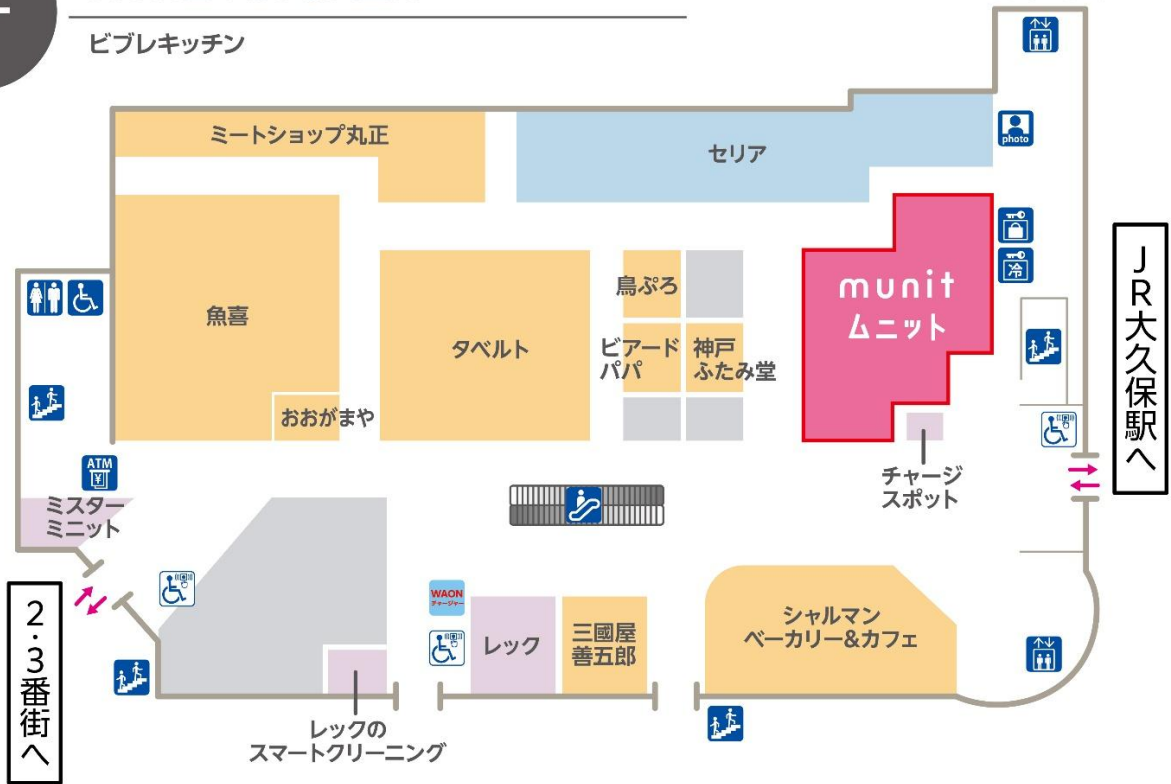 ビブレキッチン
ミートショップ丸正
セリア
photo
魚喜
タベルト
鳥ぷろ
ビアード
パパ
神戸
ふたみ堂
munit
ムニット
冷
おおがまや
チャージ
スポット
JR大久保駅へ
ATM
¥
ミスター
ミニット
2・3番街へ
WAON
チャージャー
レック
三國屋
善五郎
シャルマン
ベーカリー&カフェ
レックの
スマートクリーニング